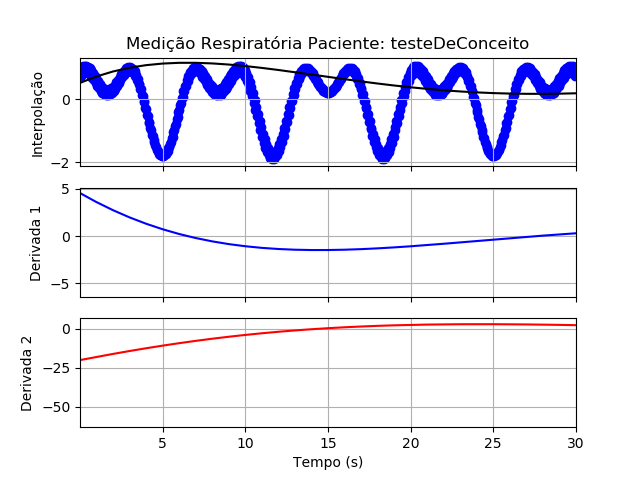 Medição Respiratória Paciente: testeDeConceito
Interpolação
0
−2
Derivada 1
5
0
−5
Derivada 2
0
−25
−50
5 10 15 20 25 30
Tempo (s)